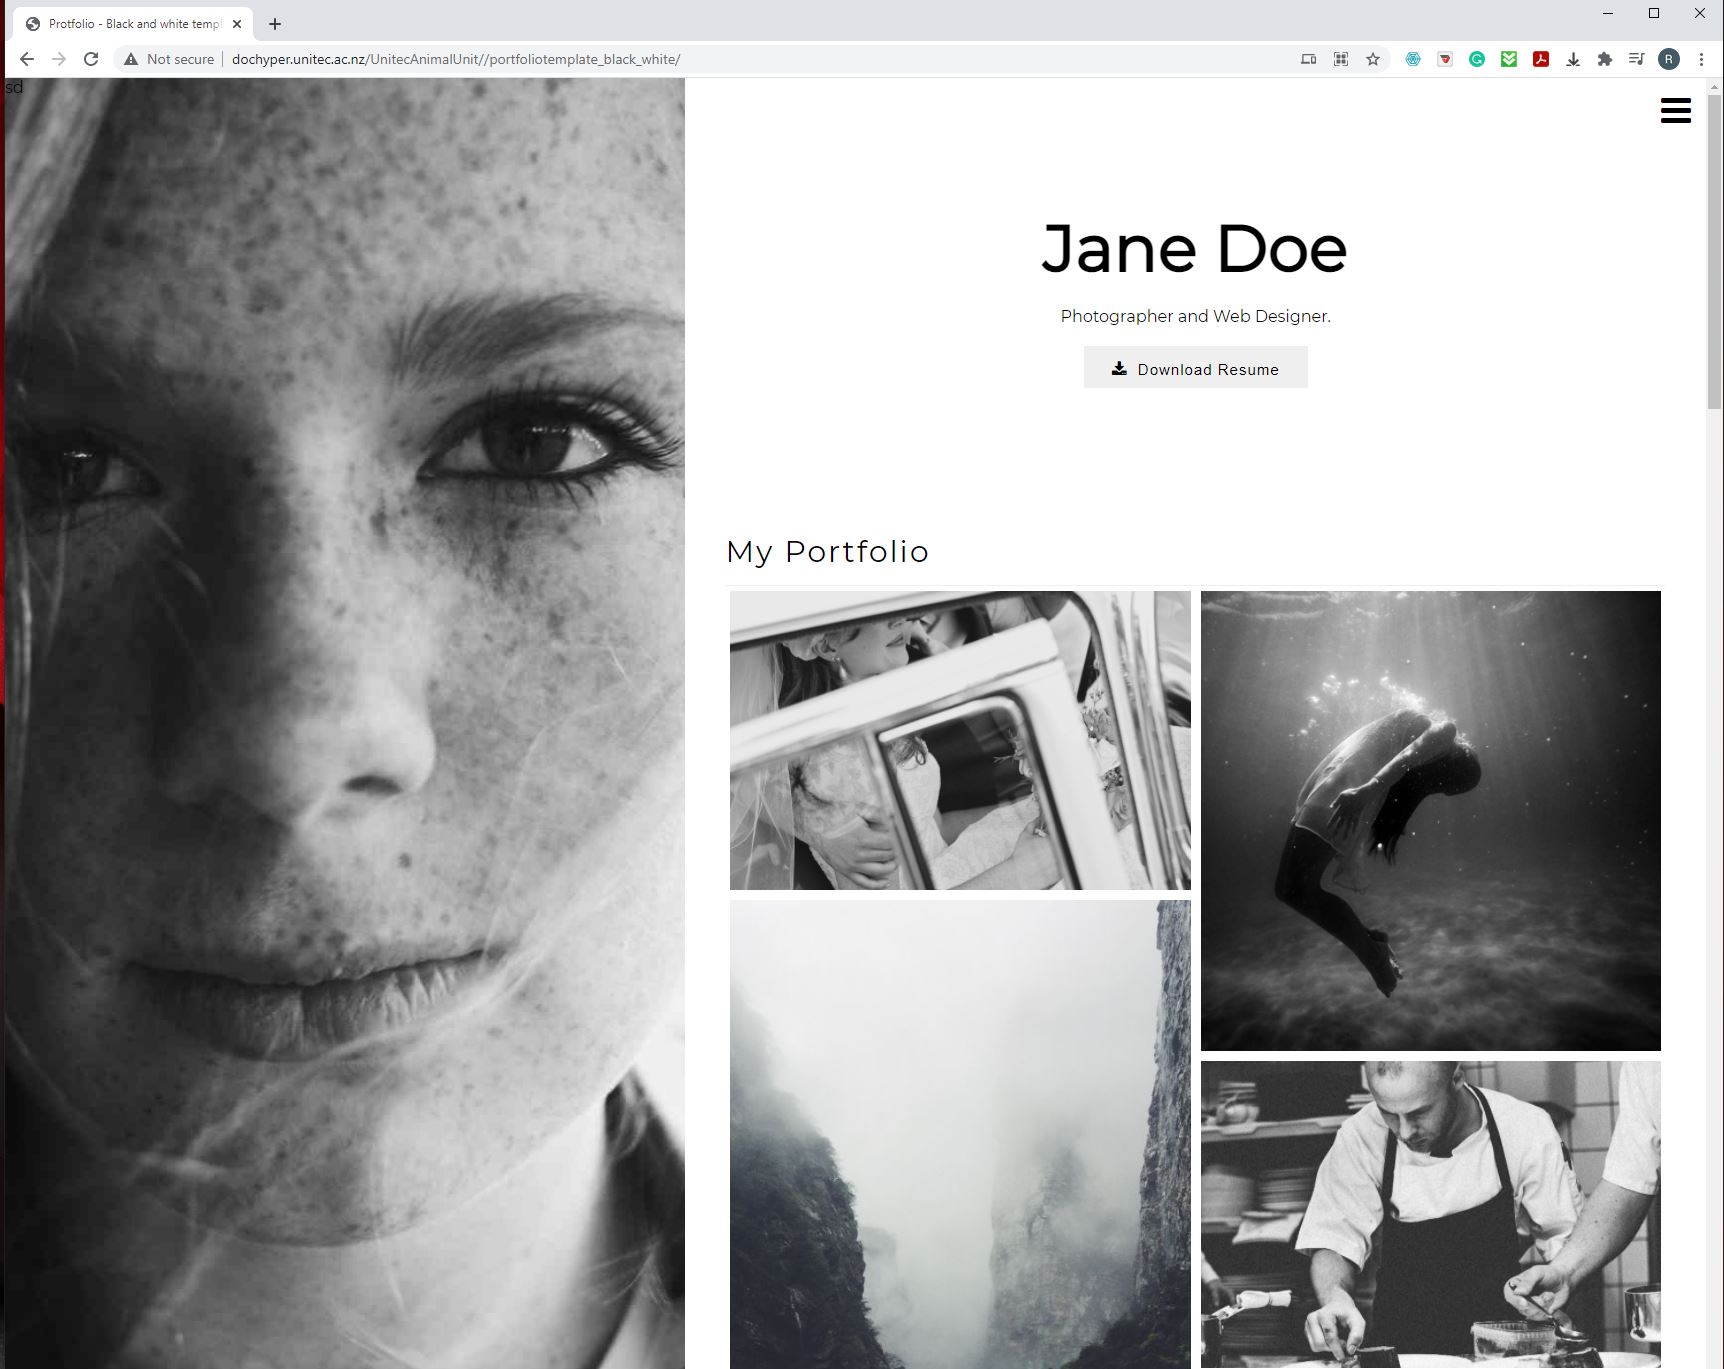 Protfolio - Black and white temp
Not secure
dochyper.unitec.ac.nz/UnitecAnimalUnit//portfoliotemplate_black_white/
R
sd
Jane Doe
Photographer and Web Designer.
Download Resume
My Portfolio